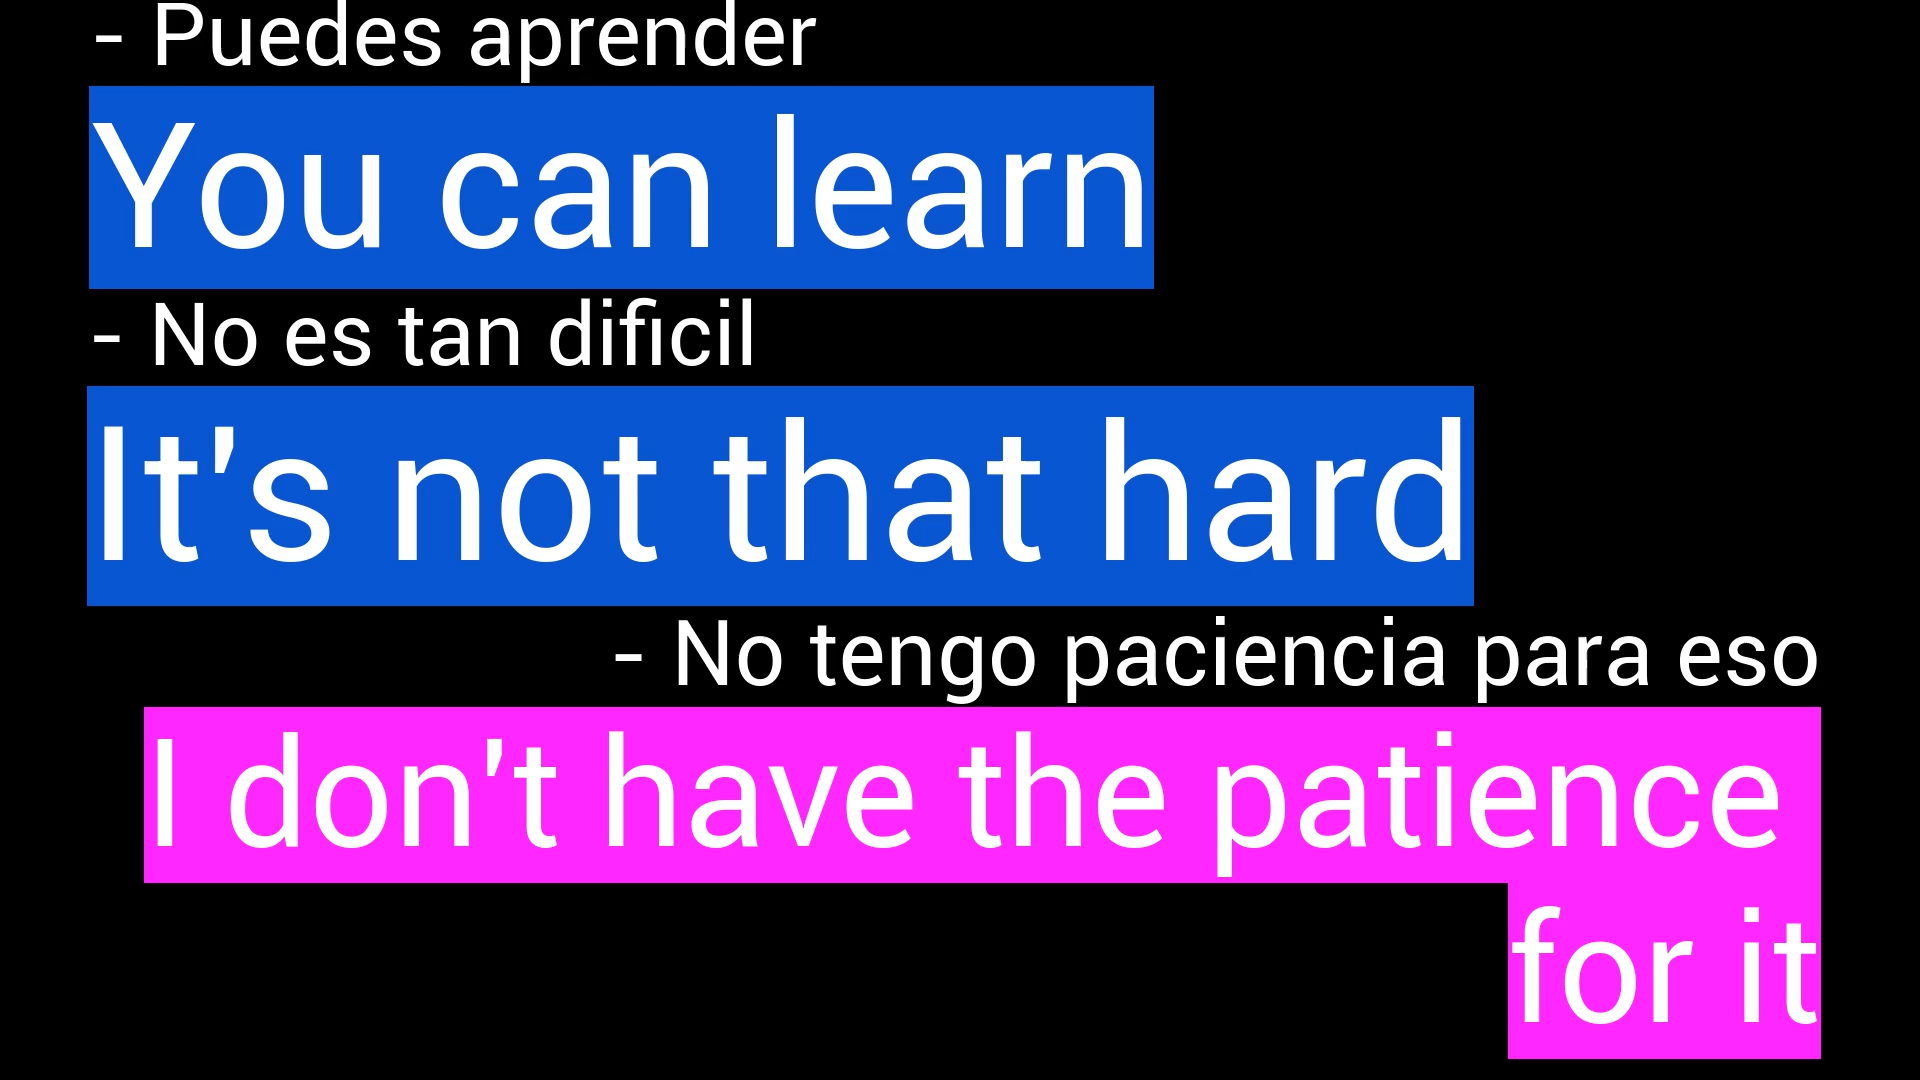 - Puedes aprender
You can learn
- No es tan dificil
It's not that hard
- No tengo paciencia para eso
I don't have the patience
for it